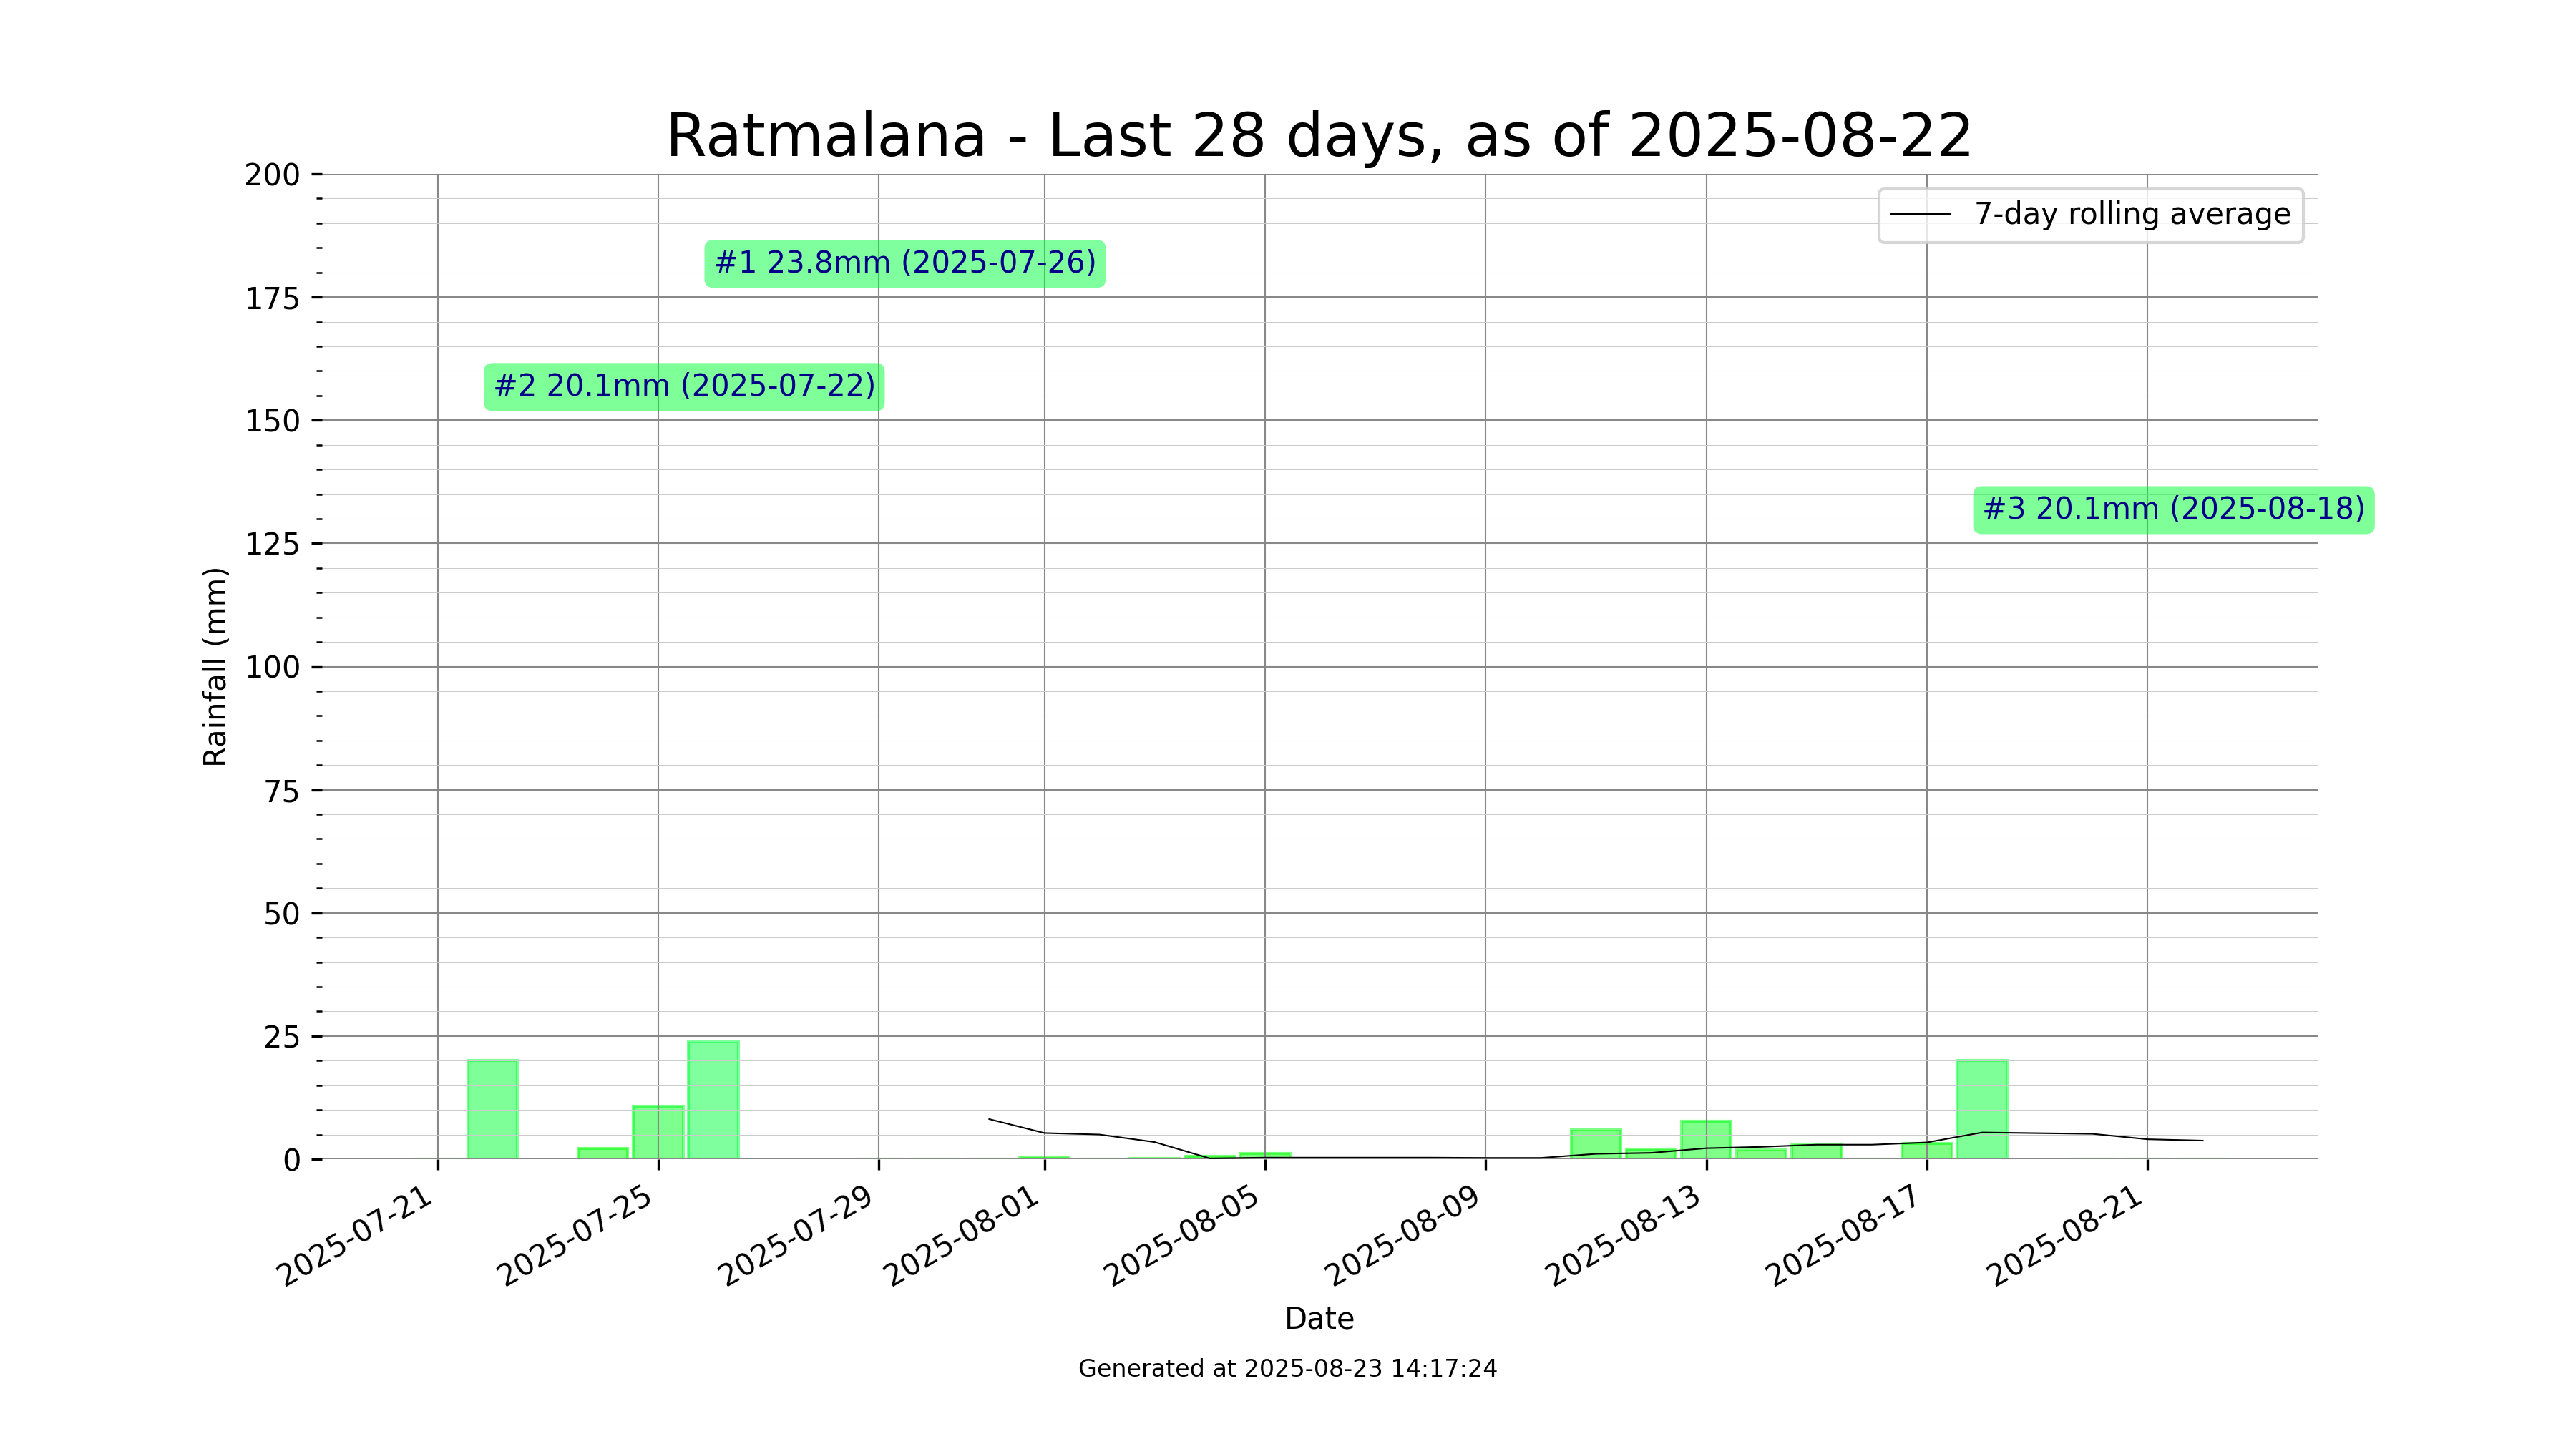 Ratmalana - Last 28 days, as of 2025-08-22
7-day rolling average
#1 23.8mm (2025-07-26)
#2 20.1mm (2025-07-22)
#3 20.1mm (2025-08-18)
Rainfall (mm)
200
175
150
125
100
75
50
25
0
2025-07-21
2025-07-25
2025-07-29
2025-08-01
2025-08-05
2025-08-09
2025-08-13
2025-08-17
2025-08-21
Date
Generated at 2025-08-23 14:17:24